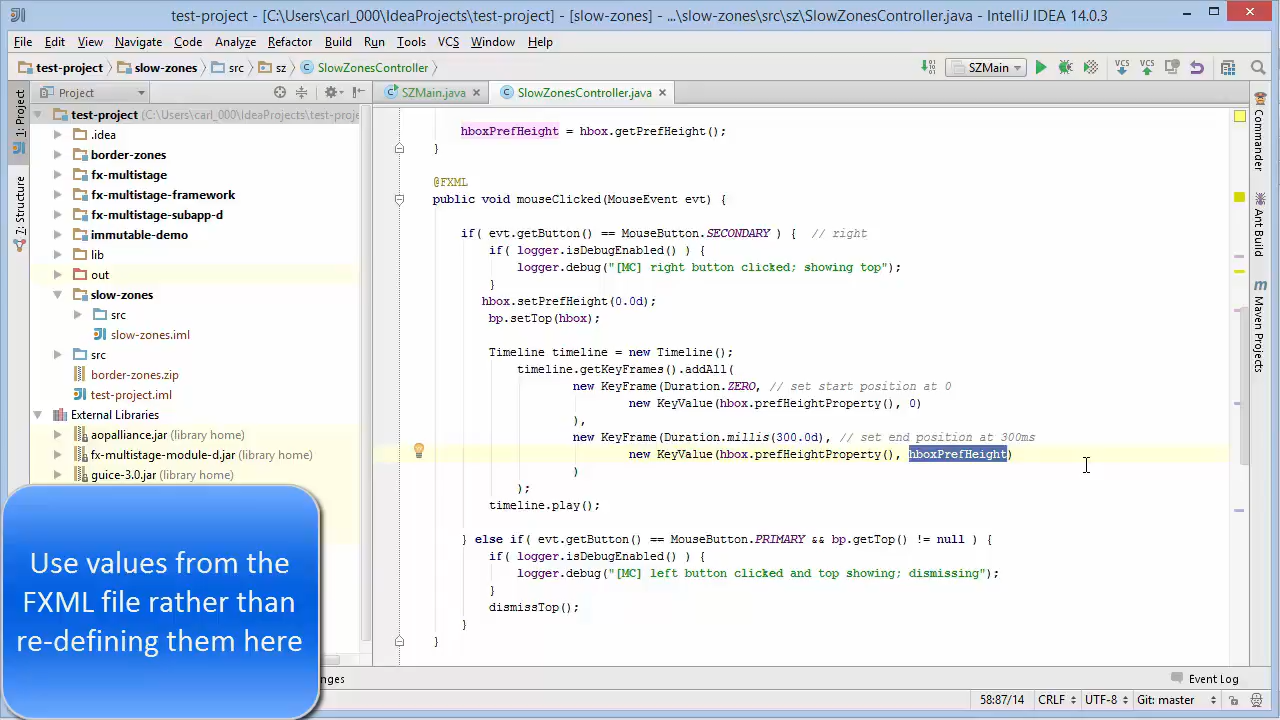 test-project - [C:\Users\carl_000\IdeaProjects\test-project] - [slow-zones] - ...\slow-zones\src\sz\SlowZonesController.java - IntelliJ IDEA 14.0.3
File Edit View Navigate Code Analyze Refactor Build Run Tools VCS Window Help
test-project slow-zones src sz SlowZonesController
SZMain
VCS VCS
1: Project
7: Structure
Project
test-project (C:\Users\carl_000\IdeaProjects\test-proje
.idea
border-zones
fx-multistage
fx-multistage-framework
fx-multistage-subapp-d
immutable-demo
lib
out
slow-zones
src
slow-zones.iml
src
border-zones.zip
test-project.iml
External Libraries
aopalliance.jar (library home)
fx-multistage-module-d.jar (library home)
guice-3.0.jar (library home)
Use values from the
FXML file rather than
re-defining them here
SZMain.java SlowZonesController.java
hboxPrefHeight = hbox.getPrefHeight();
}
@FXML
public void mouseClicked(MouseEvent evt) {
if( evt.getButton() == MouseButton.SECONDARY ) { // right
if( logger.isDebugEnabled() ) {
logger.debug("[MC] right button clicked; showing top");
}
hbox.setPrefHeight(0.0d);
bp.setTop(hbox);
Timeline timeline = new Timeline();
timeline.getKeyFrames().addAll(
new KeyFrame(Duration.ZERO, // set start position at 0
new KeyValue(hbox.prefHeightProperty(), 0)
),
new KeyFrame(Duration.millis(300.0d), // set end position at 300ms
new KeyValue(hbox.prefHeightProperty(), hboxPrefHeight)
)
);
timeline.play();
} else if( evt.getButton() == MouseButton.PRIMARY && bp.getTop() != null ) {
if( logger.isDebugEnabled() ) {
logger.debug("[MC] left button clicked and top showing; dismissing");
}
dismissTop();
}
}
Commander
Ant Build
m
Maven Projects
nges
Event Log
58:87/14 CRLF UTF-8 Git: master